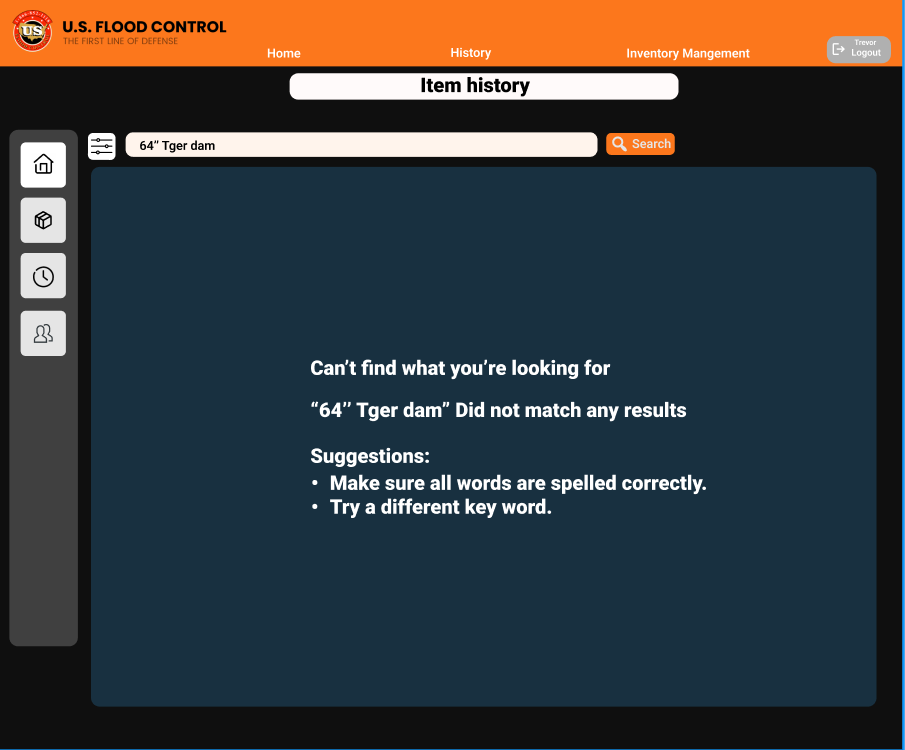 US
U.S. FLOOD CONTROL
THE FIRST LINE OF DEFENSE
Home
History
Inventory Mangement
Trevor
Logout
Item history
64’’ Tger dam
Search
Can’t find what you’re looking for
“64’’ Tger dam” Did not match any results
Suggestions:
• Make sure all words are spelled correctly.
• Try a different key word.